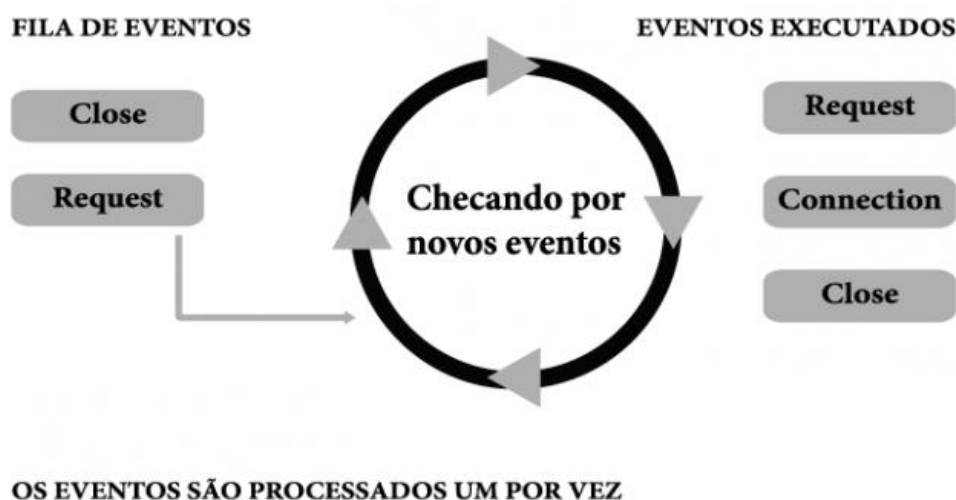 FILA DE EVENTOS
EVENTOS EXECUTADOS
Close
Request
Checando por
novos eventos
Request
Connection
Close
OS EVENTOS SÃO PROCESSADOS UM POR VEZ